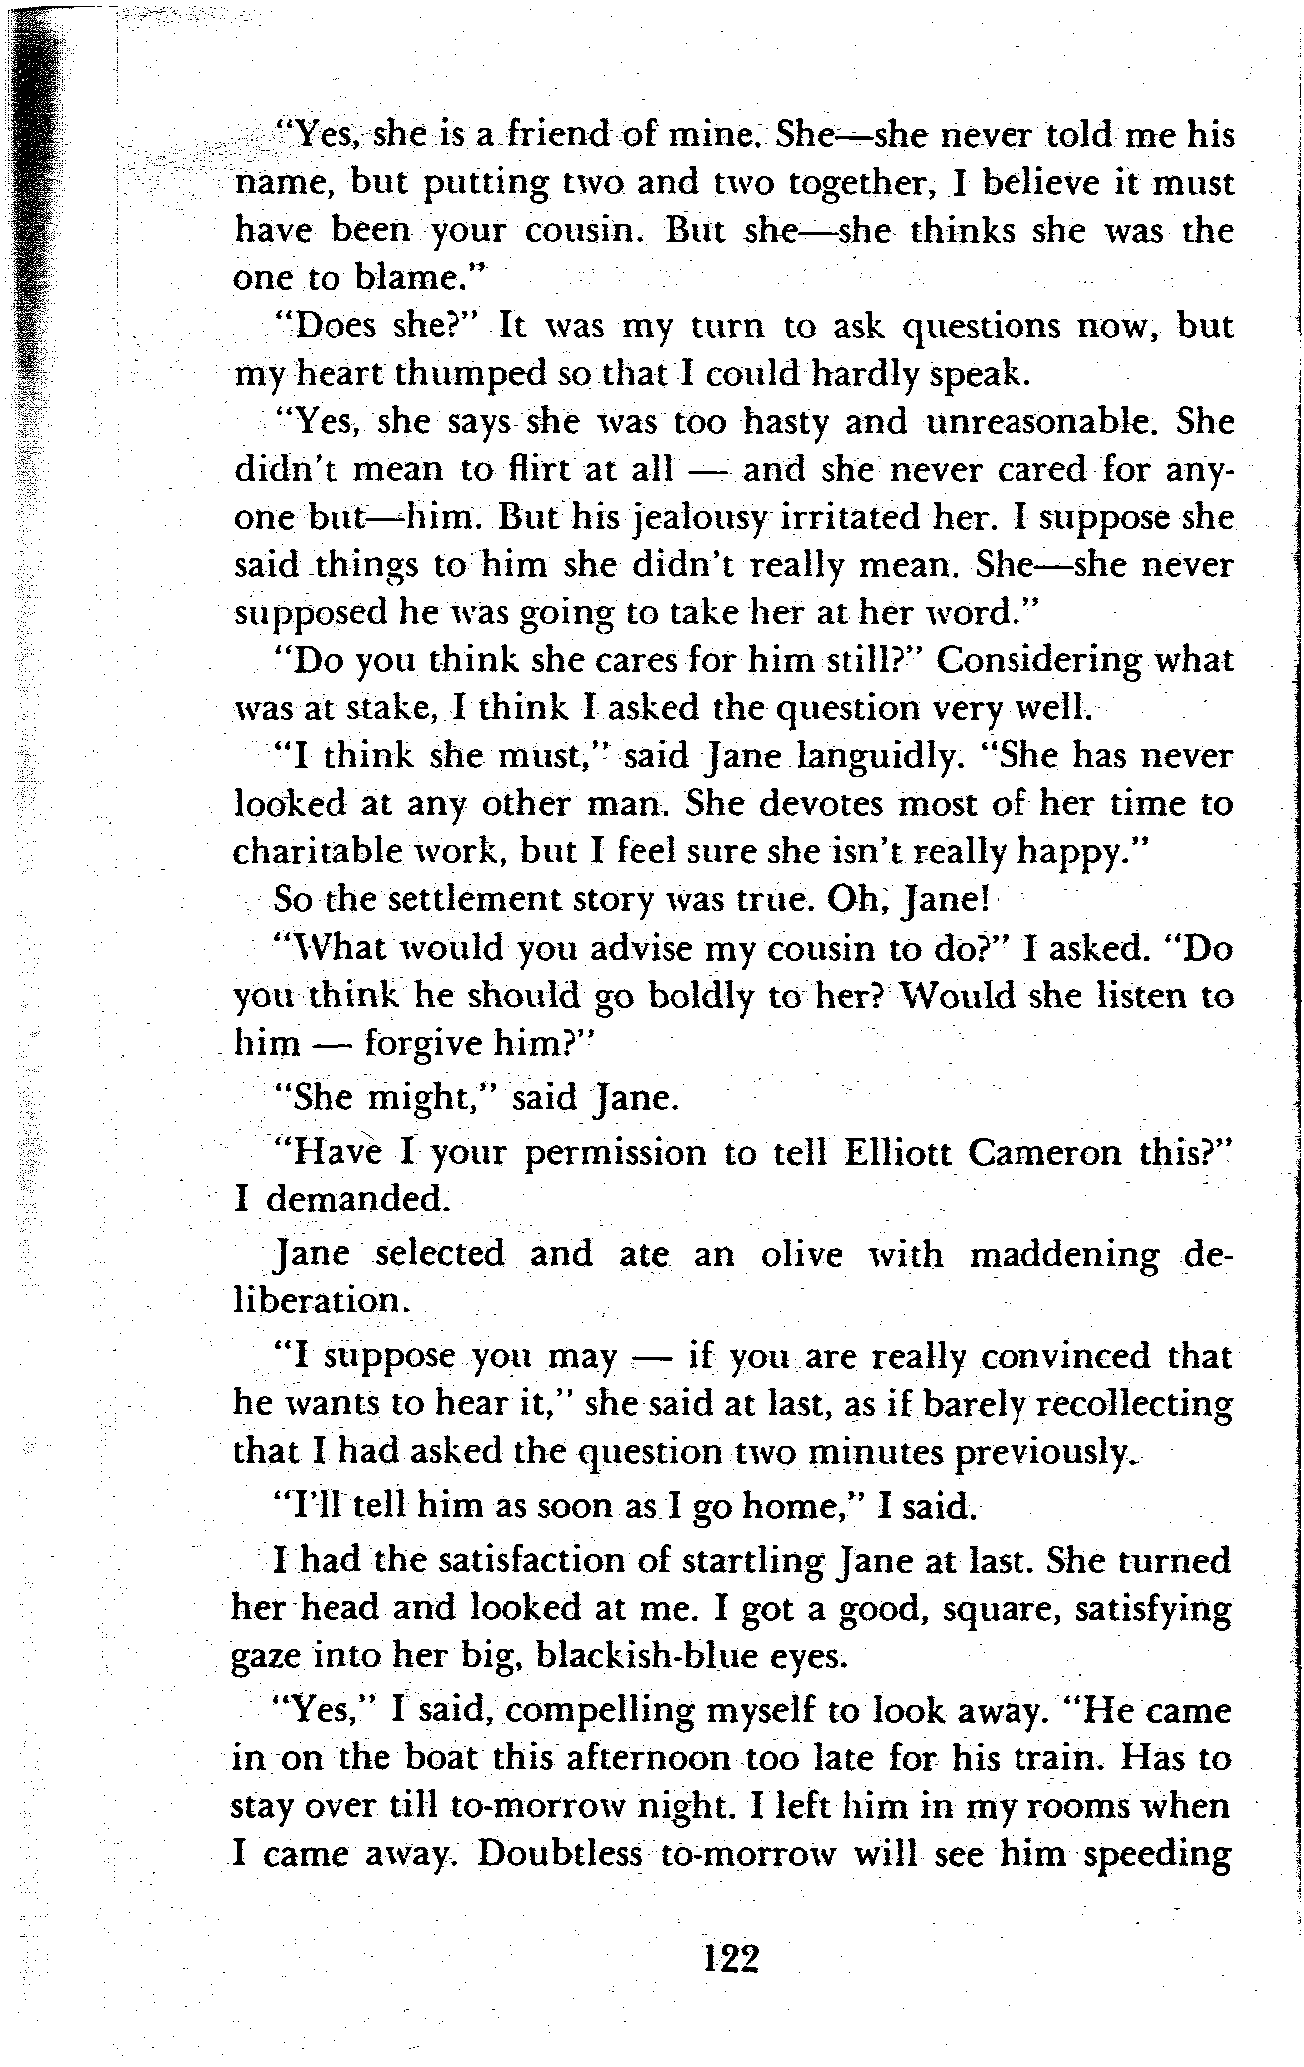 “Yes, she is a friend of mine. She—she never told me his
name, but putting two and two together, I believe it must
have been your cousin. But she—she thinks she was the
one to blame.”
“Does she?” It was my turn to ask questions now, but
my heart thumped so that I could hardly speak.
“Yes, she says she was too hasty and unreasonable. She
didn’t mean to flirt at all — and she never cared for any-
one but—him. But his jealousy irritated her. I suppose she
said things to him she didn’t really mean. She—she never
supposed he was going to take her at her word.”
“Do you think she cares for him still?” Considering what
was at stake, I think I asked the question very well.
“I think she must,” said Jane languidly. “She has never
looked at any other man. She devotes most of her time to
charitable work, but I feel sure she isn’t really happy.”
So the settlement story was true. Oh, Jane!
“What would you advise my cousin to do?” I asked. “Do
you think he should go boldly to her? Would she listen to
him — forgive him?”
“She might,” said Jane.
“Have I your permission to tell Elliott Cameron this?”
I demanded.
Jane selected and ate an olive with maddening de-
liberation.
“I suppose you may — if you are really convinced that
he wants to hear it,” she said at last, as if barely recollecting
that I had asked the question two minutes previously.
“I’ll tell him as soon as I go home,” I said.
I had the satisfaction of startling Jane at last. She turned
her head and looked at me. I got a good, square, satisfying
gaze into her big, blackish-blue eyes.
“Yes,” I said, compelling myself to look away. “He came
in on the boat this afternoon too late for his train. Has to
stay over till to-morrow night. I left him in my rooms when
I came away. Doubtless to-morrow will see him speeding
122